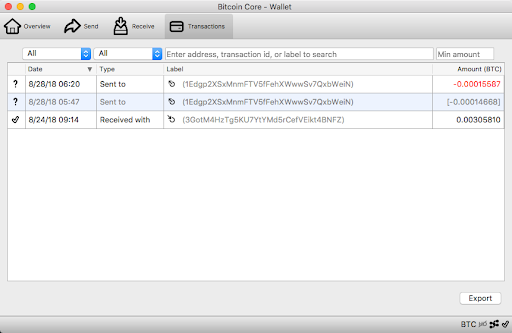 Bitcoin Core - Wallet
Overview Send Receive Transactions
All All Enter address, transaction id, or label to search Min amount
Date Type Label Amount (BTC)
? 8/28/18 06:20 Sent to (1Edgp2XSxMnmFTV5fFehXWwwSv7QxbWeiN) -0.00015587
? 8/28/18 05:47 Sent to (1Edgp2XSxMnmFTV5fFehXWwwSv7QxbWeiN) [-0.00014668]
8/24/18 09:14 Received with (3GotM4HzTg5KU7YtYMd5rCefVEikt4BNFZ) 0.00305810
Export
BTC